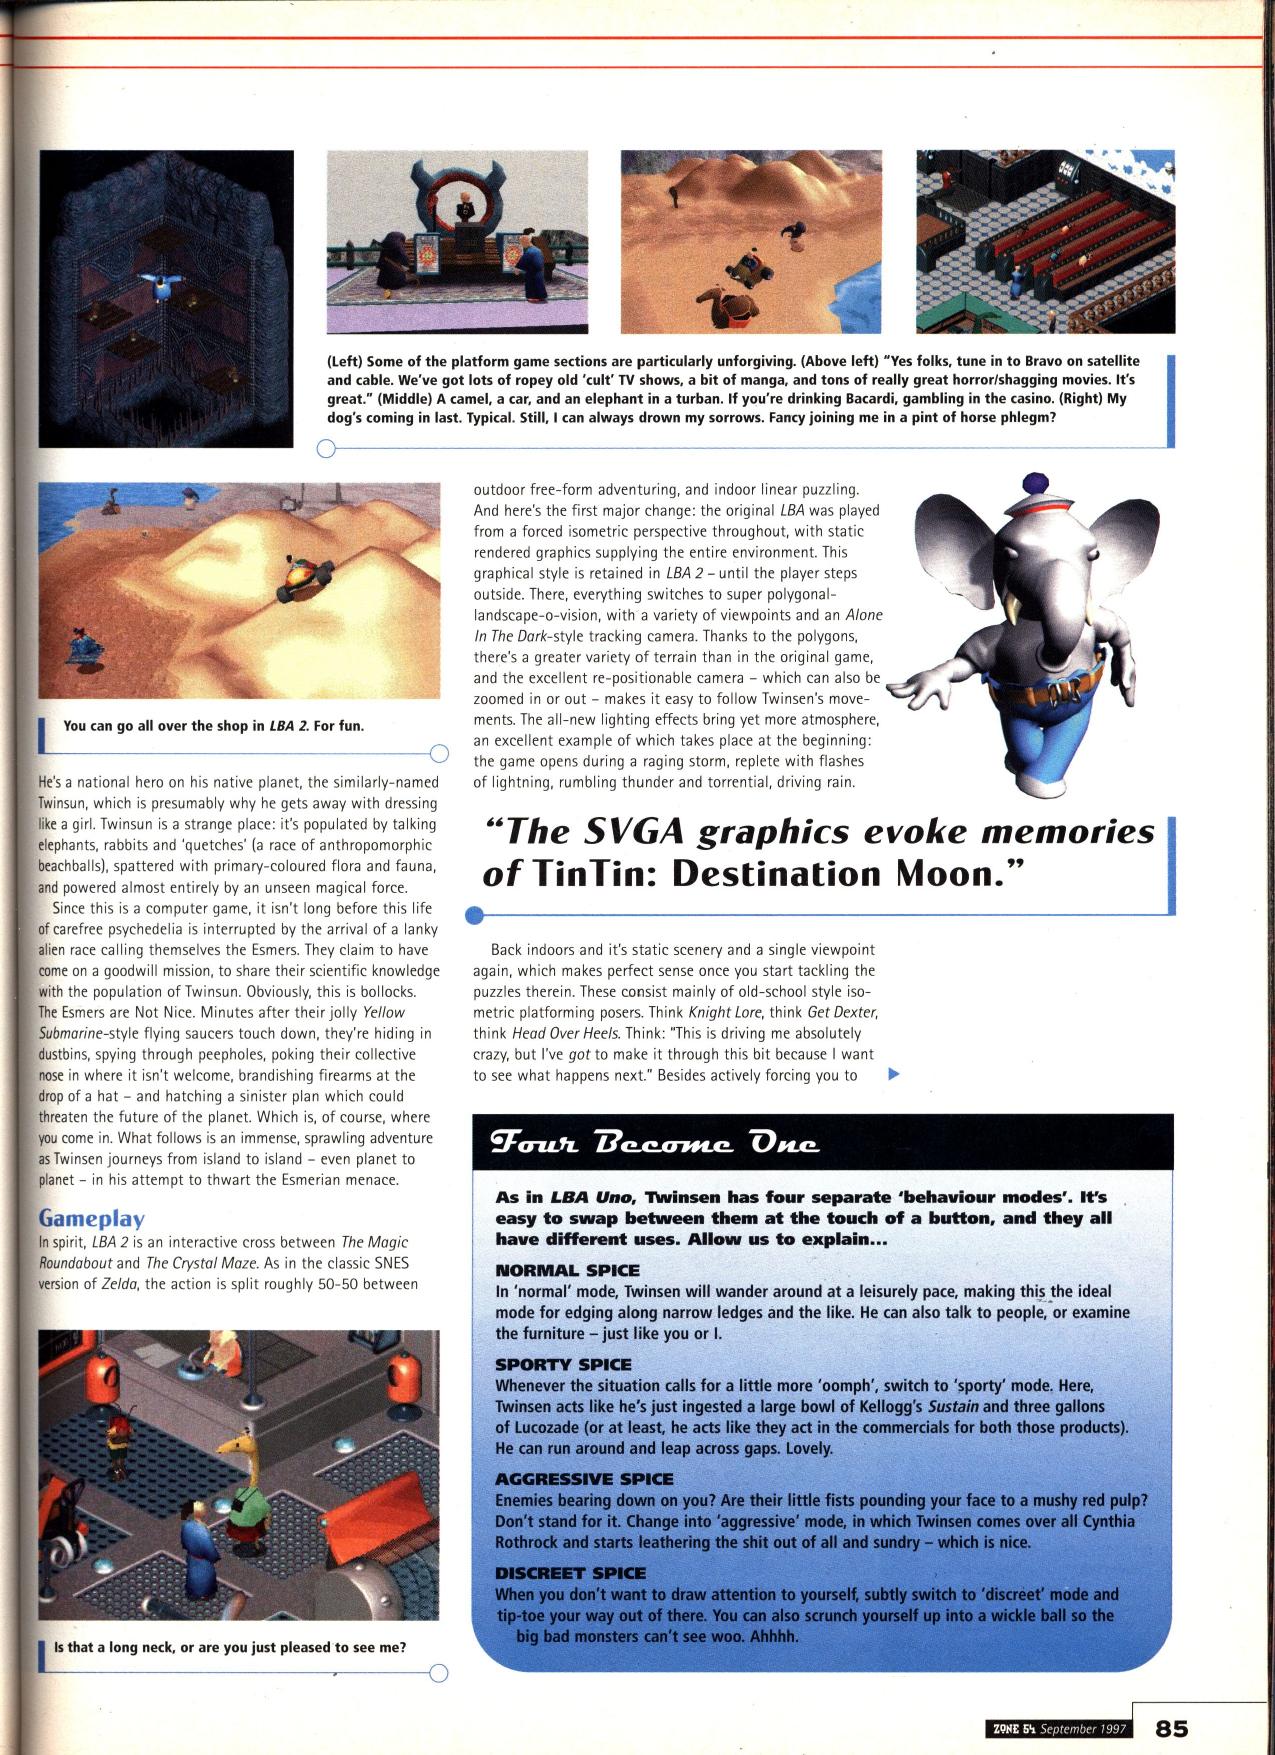 (Left) Some of the platform game sections are particularly unforgiving. (Above left) “Yes folks, tune in to Bravo on satellite
and cable. We’ve got lots of ropey old ‘cult’ TV shows, a bit of manga, and tons of really great horror/shagging movies. It’s
great.” (Middle) A camel, a car, and an elephant in a turban. If you’re drinking Bacardi, gambling in the casino. (Right) My
dog’s coming in last. Typical. Still, I can always drown my sorrows. Fancy joining me in a pint of horse phlegm?
You can go all over the shop in LBA 2. For fun.
He’s a national hero on his native planet, the similarly-named
Twinsun, which is presumably why he gets away with dressing
like a girl. Twinsun is a strange place: it’s populated by talking
elephants, rabbits and ‘quetches’ (a race of anthropomorphic
beachballs), spattered with primary-coloured flora and fauna,
and powered almost entirely by an unseen magical force.
Since this is a computer game, it isn’t long before this life
of carefree psychedelia is interrupted by the arrival of a lanky
alien race calling themselves the Esmers. They claim to have
come on a goodwill mission, to share their scientific knowledge
with the population of Twinsun. Obviously, this is bollocks.
The Esmers are Not Nice. Minutes after their jolly Yellow
Submarine-style flying saucers touch down, they’re hiding in
dustbins, spying through peepholes, poking their collective
nose in where it isn’t welcome, brandishing firearms at the
drop of a hat – and hatching a sinister plan which could
threaten the future of the planet. Which is, of course, where
you come in. What follows is an immense, sprawling adventure
as Twinsen journeys from island to island – even planet to
planet – in his attempt to thwart the Esmerian menace.
Gameplay
In spirit, LBA 2 is an interactive cross between The Magic
Roundabout and The Crystal Maze. As in the classic SNES
version of Zelda, the action is split roughly 50-50 between
Is that a long neck, or are you just pleased to see me?
outdoor free-form adventuring, and indoor linear puzzling.
And here’s the first major change: the original LBA was played
from a forced isometric perspective throughout, with static
rendered graphics supplying the entire environment. This
graphical style is retained in LBA 2 – until the player steps
outside. There, everything switches to super polygonal-
landscape-o-vision, with a variety of viewpoints and an Alone
In The Dark-style tracking camera. Thanks to the polygons,
there’s a greater variety of terrain than in the original game,
and the excellent re-positionable camera – which can also be
zoomed in or out – makes it easy to follow Twinsen’s move-
ments. The all-new lighting effects bring yet more atmosphere,
an excellent example of which takes place at the beginning:
the game opens during a raging storm, replete with flashes
of lightning, rumbling thunder and torrential, driving rain.
“The SVGA graphics evoke memories
of TinTin: Destination Moon.”
Back indoors and it’s static scenery and a single viewpoint
again, which makes perfect sense once you start tackling the
puzzles therein. These consist mainly of old-school style iso-
metric platforming posers. Think Knight Lore, think Get Dexter,
think Head Over Heels. Think: “This is driving me absolutely
crazy, but I’ve got to make it through this bit because I want
to see what happens next.” Besides actively forcing you to
Four Become One
As in LBA Uno, Twinsen has four separate ‘behaviour modes’. It’s
easy to swap between them at the touch of a button, and they all
have different uses. Allow us to explain...
NORMAL SPICE
In ‘normal’ mode, Twinsen will wander around at a leisurely pace, making this the ideal
mode for edging along narrow ledges and the like. He can also talk to people, or examine
the furniture – just like you or I.
SPORTY SPICE
Whenever the situation calls for a little more ‘oomph’, switch to ‘sporty’ mode. Here,
Twinsen acts like he’s just ingested a large bowl of Kellogg’s Sustain and three gallons
of Lucozade (or at least, he acts like they act in the commercials for both those products).
He can run around and leap across gaps. Lovely.
AGGRESSIVE SPICE
Enemies bearing down on you? Are their little fists pounding your face to a mushy red pulp?
Don’t stand for it. Change into ‘aggressive’ mode, in which Twinsen comes over all Cynthia
Rothrock and starts leathering the shit out of all and sundry – which is nice.
DISCREET SPICE
When you don’t want to draw attention to yourself, subtly switch to ‘discreet’ mode and
tip-toe your way out of there. You can also scrunch yourself up into a wickle ball so the
big bad monsters can’t see woo. Ahhhh.
ZONE 54 September 1997 85